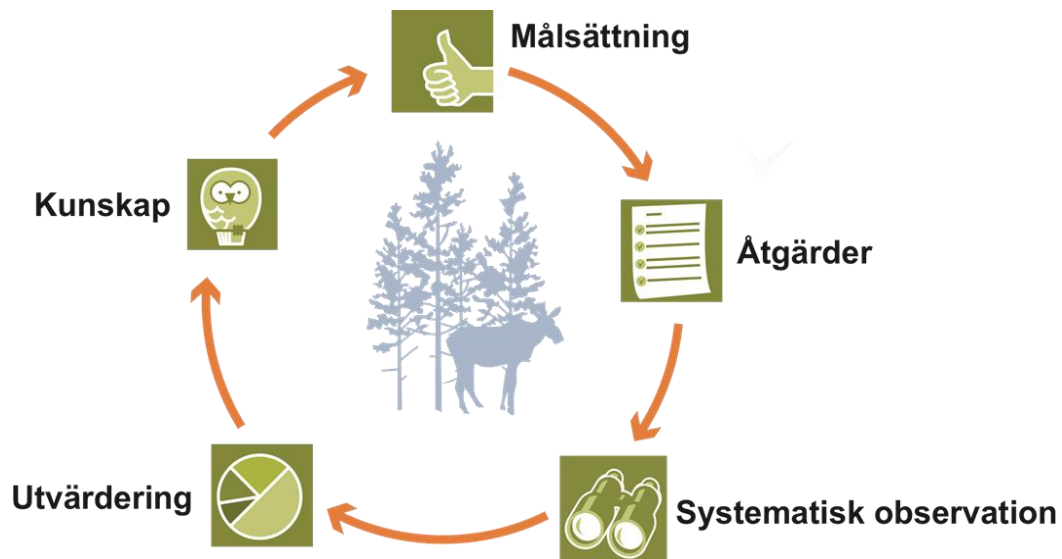 Målsättning
Åtgärder
Systematisk observation
Utvärdering
Kunskap